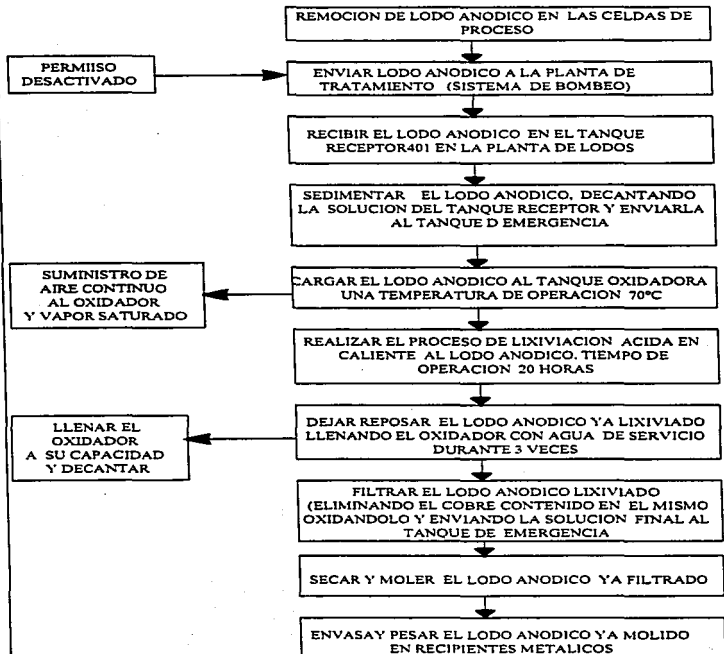 REMOCION DE LODO ANODICO EN LAS CELDAS DE
PROCESO
PERMIISO
DESACTIVADO
ENVIAR LODO ANODICO A LA PLANTA DE
TRATAMIENTO (SISTEMA DE BOMBEO)
RECIBIR EL LODO ANODICO EN EL TANQUE
RECEPTOR401 EN LA PLANTA DE LODOS
SEDIMENTAR EL LODO ANODICO, DECANTANDO
LA SOLUCION DEL TANQUE RECEPTOR Y ENVIARLA
AL TANQUE D EMERGENCIA
SUMINISTRO DE
AIRE CONTINUO
AL OXIDADOR
Y VAPOR SATURADO
CARGAR EL LODO ANODICO AL TANQUE OXIDADORA
UNA TEMPERATURA DE OPERACION 70°C
REALIZAR EL PROCESO DE LIXIVIACION ACIDA EN
CALIENTE AL LODO ANODICO. TIEMPO DE
OPERACION 20 HORAS
LLENAR EL
OXIDADOR
A SU CAPACIDAD
Y DECANTAR
DEJAR REPOSAR EL LODO ANODICO YA LIXIVIADO
LLENANDO EL OXIDADOR CON AGUA DE SERVICIO
DURANTE 3 VECES
FILTRAR EL LODO ANODICO LIXIVIADO
(ELIMINANDO EL COBRE CONTENIDO EN EL MISMO
OXIDANDOLO Y ENVIANDO LA SOLUCION FINAL AL
TANQUE DE EMERGENCIA
SECAR Y MOLER EL LODO ANODICO YA FILTRADO
ENVASAY PESAR EL LODO ANODICO YA MOLIDO
EN RECIPIENTES METALICOS